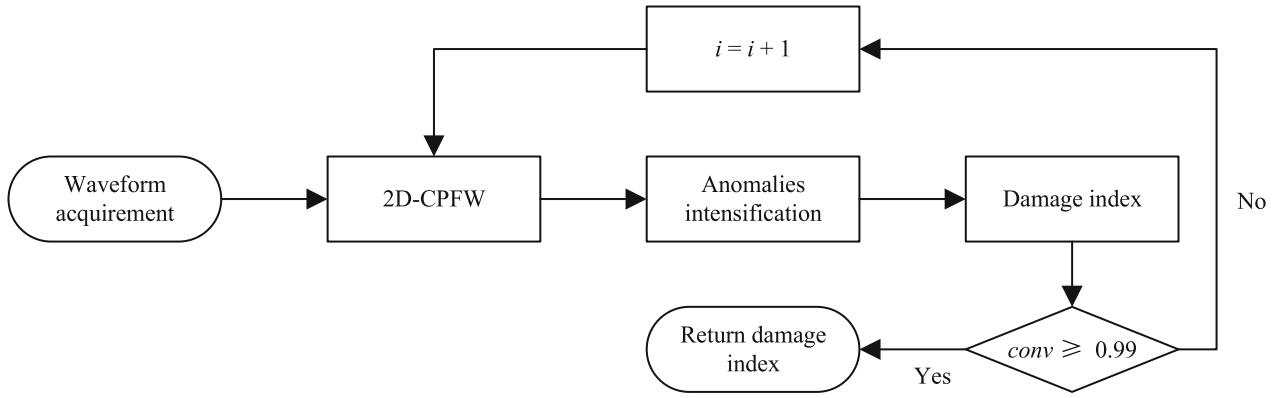 i = i + 1
Waveform
acquirement
2D-CPFW
Anomalies
intensification
Damage index
No
Return damage
index
conv ⩾ 0.99
Yes